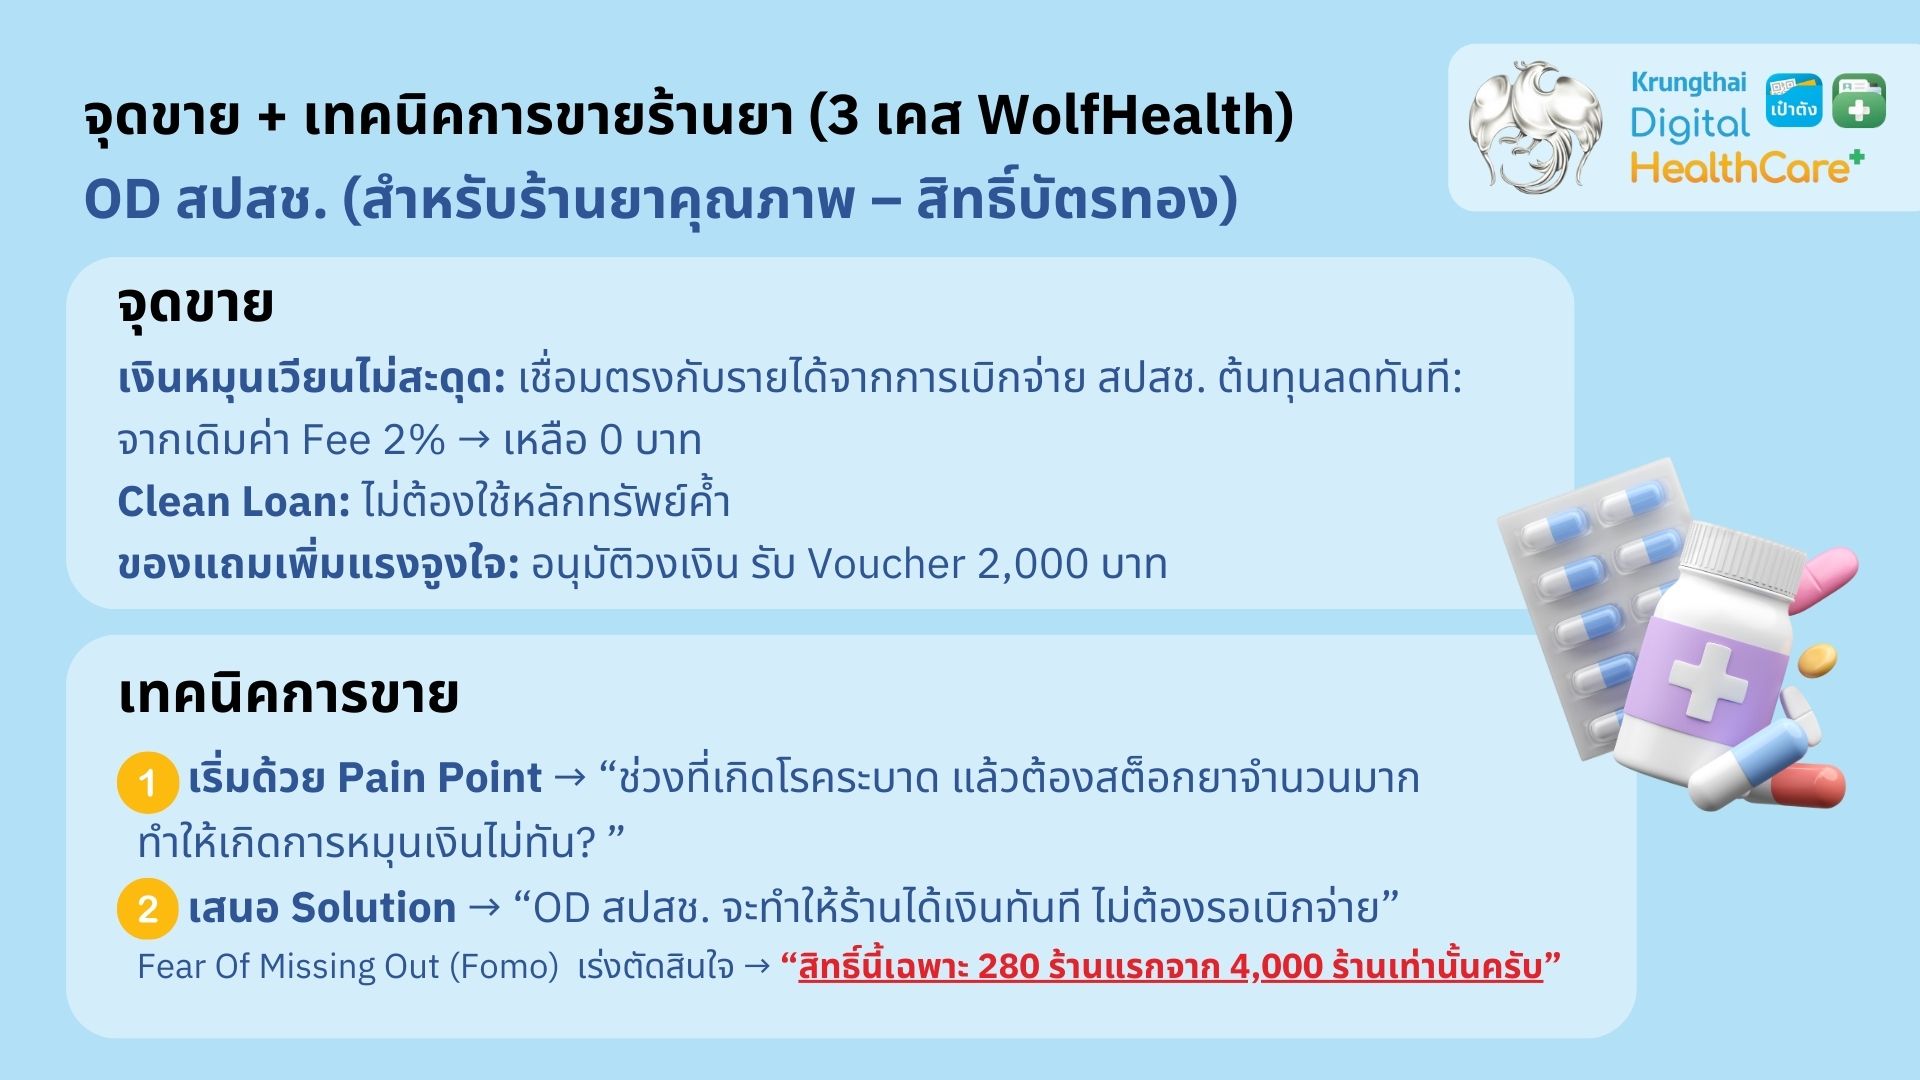 จุดขาย + เทคนิคการขายร้านยา (3 เคส WolfHealth)
OD สปสช. (สำหรับร้านยาคุณภาพ – สิทธิ์บัตรทอง)
Krungthai
Digital
HealthCare+
เป๋าตัง
จุดขาย
เงินหมุนเวียนไม่สะดุด: เชื่อมตรงกับรายได้จากการเบิกจ่าย สปสช. ต้นทุนลดทันที:
จากเดิมค่า Fee 2% → เหลือ 0 บาท
Clean Loan: ไม่ต้องใช้หลักทรัพย์ค้ำ
ของแถมเพิ่มแรงจูงใจ: อนุมัติวงเงิน รับ Voucher 2,000 บาท
เทคนิคการขาย
1 เริ่มด้วย Pain Point → “ช่วงที่เกิดโรคระบาด แล้วต้องสต็อกยาจำนวนมาก
ทำให้เกิดการหมุนเงินไม่ทัน? ”
2 เสนอ Solution → “OD สปสช. จะทำให้ร้านได้เงินทันที ไม่ต้องรอเบิกจ่าย”
Fear Of Missing Out (Fomo) เร่งตัดสินใจ → “สิทธิ์นี้เฉพาะ 280 ร้านแรกจาก 4,000 ร้านเท่านั้นครับ”